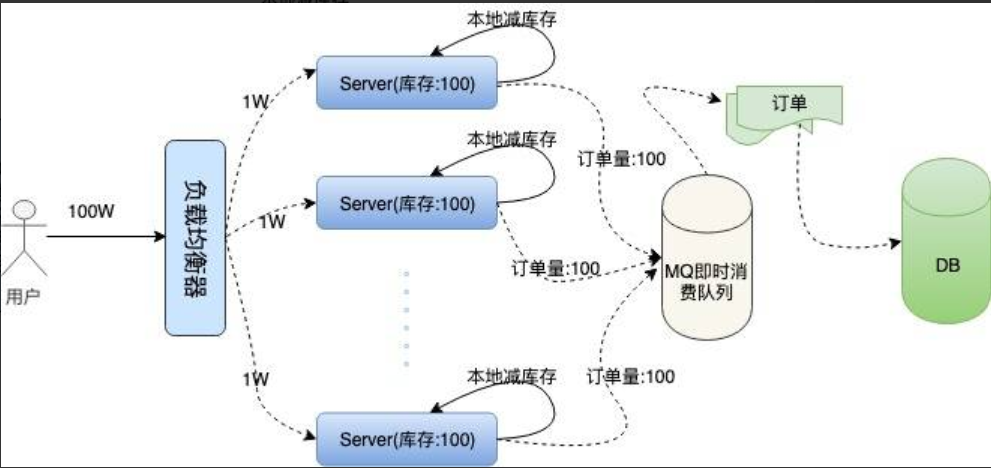 本地减库存
Server(库存:100)
1W
订单
本地减库存
订单量:100
负载均衡器
Server(库存:100)
100W
1W
订单量:100
MQ即时消
费队列
DB
用户
1W
本地减库存
订单量:100
Server(库存:100)